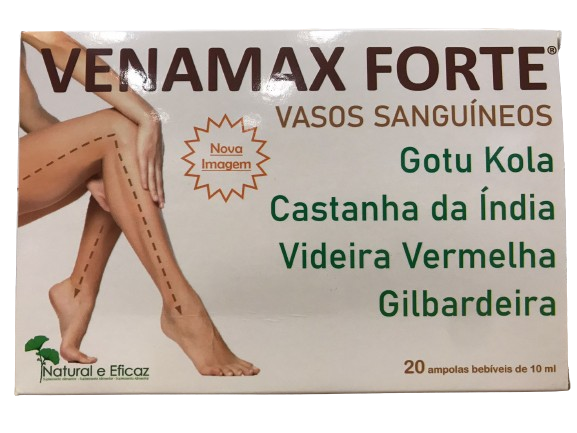 VENAMAX FORTE®
VASOS SANGUÍNEOS
Nova
Imagem
Gotu Kola
Castanha da Índia
Videira Vermelha
Gilbardeira
Natural e Eficaz
20 ampolas bebíveis de 10 ml